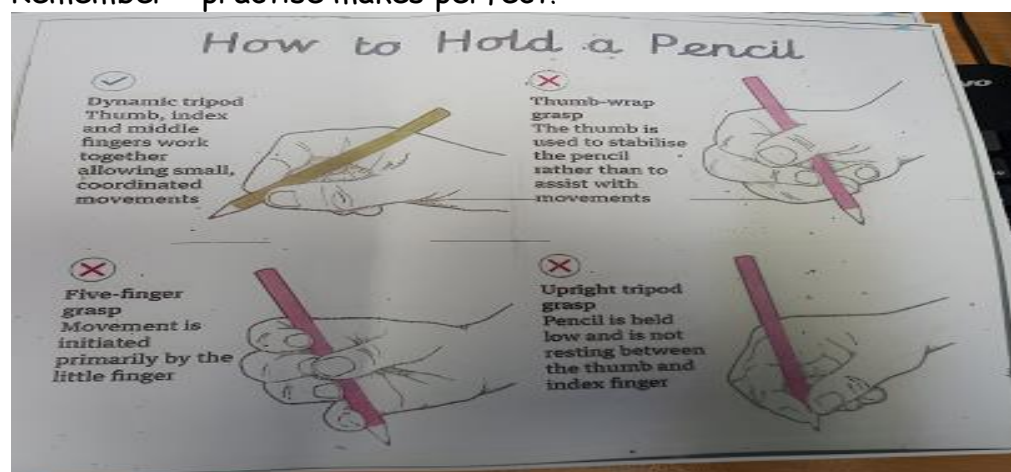 Remember – practise makes perfect!
How to Hold a Pencil
Dynamic tripod
Thumb, index
and middle
fingers work
together
allowing small,
coordinated
movements
Thumb-wrap
grasp
The thumb is
used to stabilise
the pencil
rather than to
assist with
movements
Five-finger
grasp
Movement is
initiated
primarily by the
little finger
Upright tripod
grasp
Pencil is held
low and is not
resting between
the thumb and
index finger